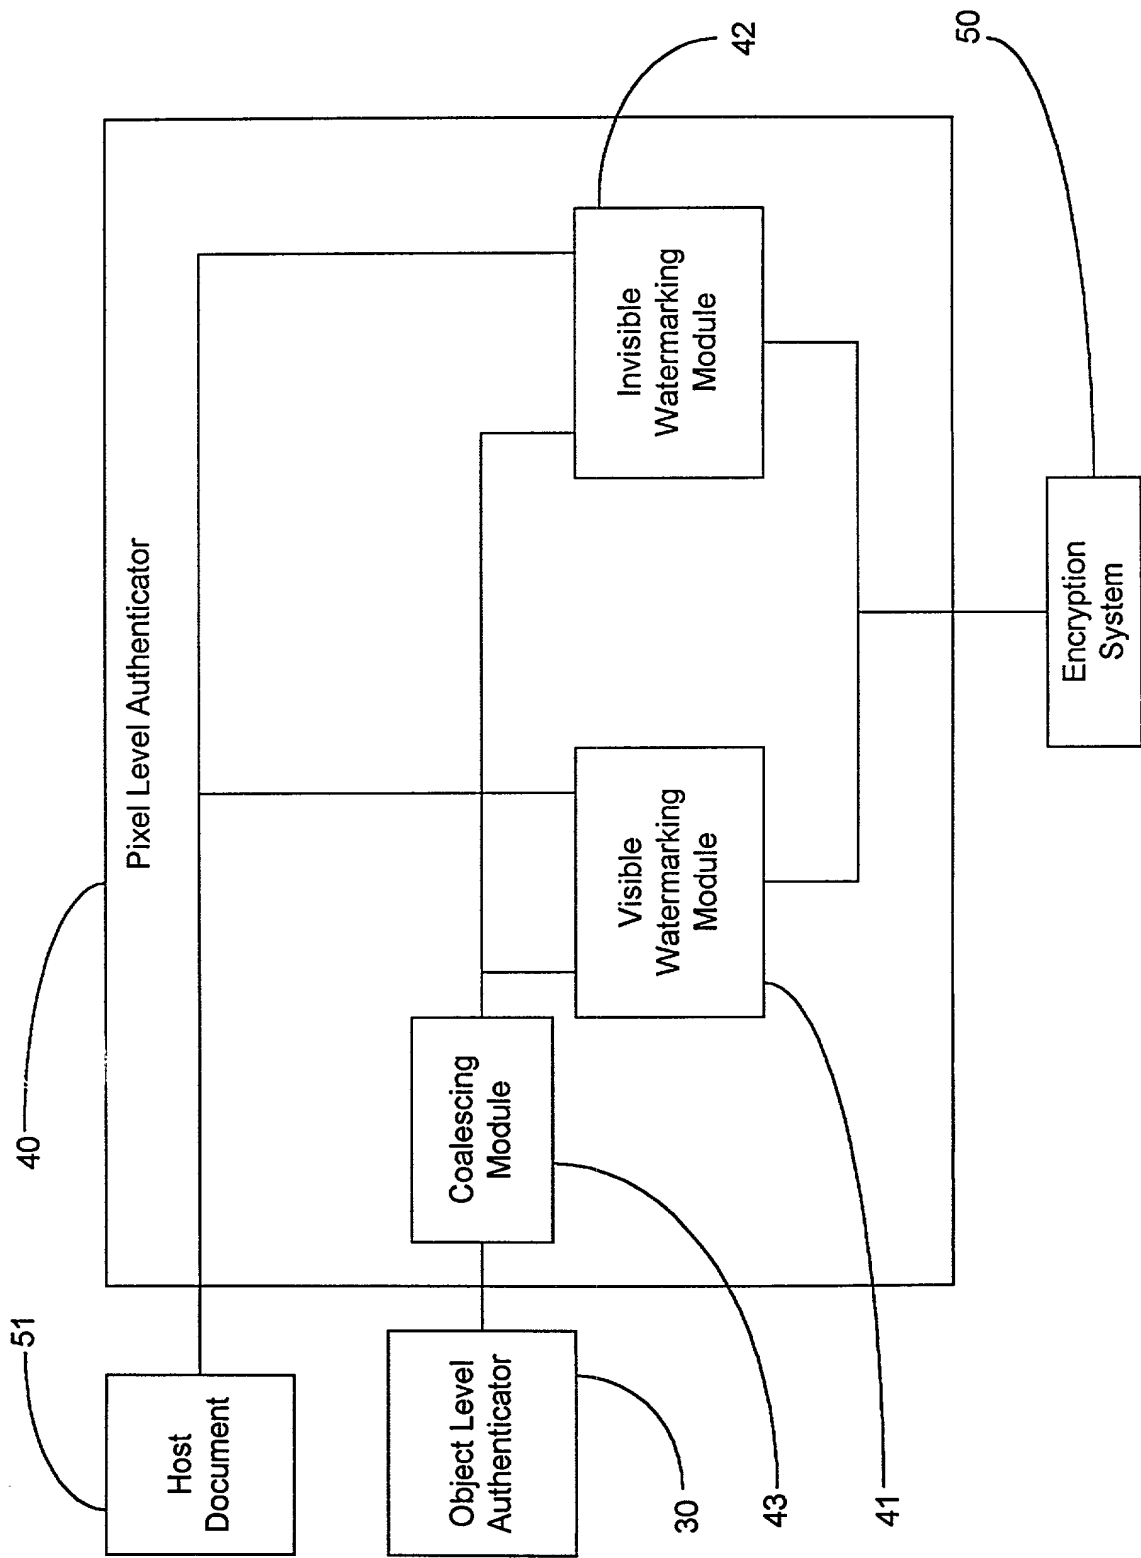 51
40
42
50
Pixel Level Authenticator
Host
Document
Object Level
Authenticator
Coalescing
Module
Visible
Watermarking
Module
Invisible
Watermarking
Module
Encryption
System
30
43
41